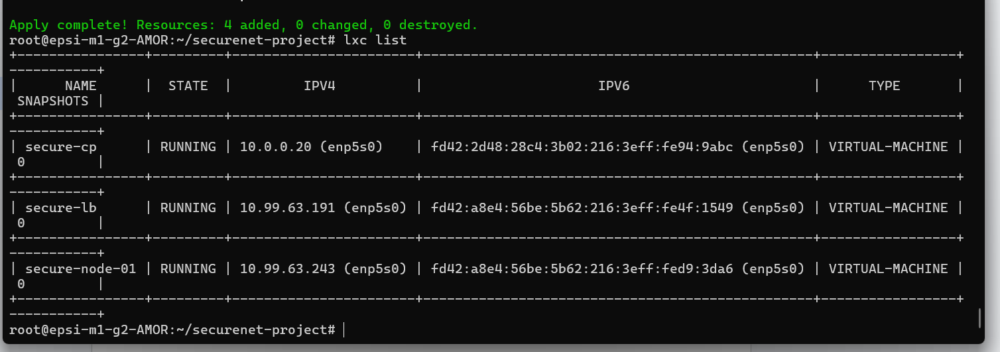 Apply complete! Resources: 4 added, 0 changed, 0 destroyed.
root@epsi-m1-g2-AMOR:~/securenet-project# lxc list
+----------------+---------+------------------------+-------------------------------------------------+-----------------+
-----------+
|      NAME      |  STATE  |         IPV4          |                      IPV6                       |      TYPE       |
 SNAPSHOTS |
+----------------+---------+------------------------+-------------------------------------------------+-----------------+
-----------+
| secure-cp      | RUNNING | 10.0.0.20 (enp5s0)    | fd42:2d48:28c4:3b02:216:3eff:fe94:9abc (enp5s0) | VIRTUAL-MACHINE |
 0         |
+----------------+---------+------------------------+-------------------------------------------------+-----------------+
-----------+
| secure-lb      | RUNNING | 10.99.63.191 (enp5s0) | fd42:a8e4:56be:5b62:216:3eff:fe4f:1549 (enp5s0) | VIRTUAL-MACHINE |
 0         |
+----------------+---------+------------------------+-------------------------------------------------+-----------------+
-----------+
| secure-node-01 | RUNNING | 10.99.63.243 (enp5s0) | fd42:a8e4:56be:5b62:216:3eff:fed9:3da6 (enp5s0) | VIRTUAL-MACHINE |
 0         |
+----------------+---------+------------------------+-------------------------------------------------+-----------------+
-----------+
root@epsi-m1-g2-AMOR:~/securenet-project#